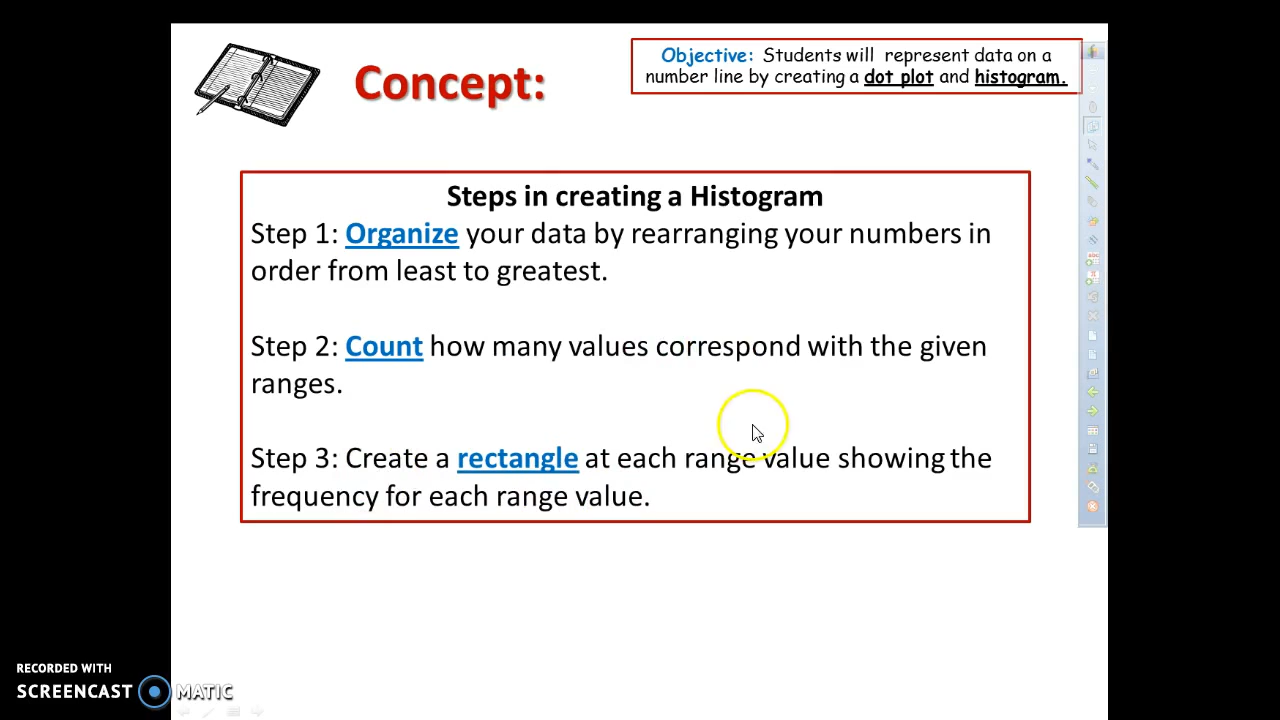 Concept:
Objective: Students will represent data on a
number line by creating a dot plot and histogram.
Steps in creating a Histogram
Step 1: Organize your data by rearranging your numbers in
order from least to greatest.
Step 2: Count how many values correspond with the given
ranges.
Step 3: Create a rectangle at each range value showing the
frequency for each range value.
RECORDED WITH
SCREENCAST MATIC